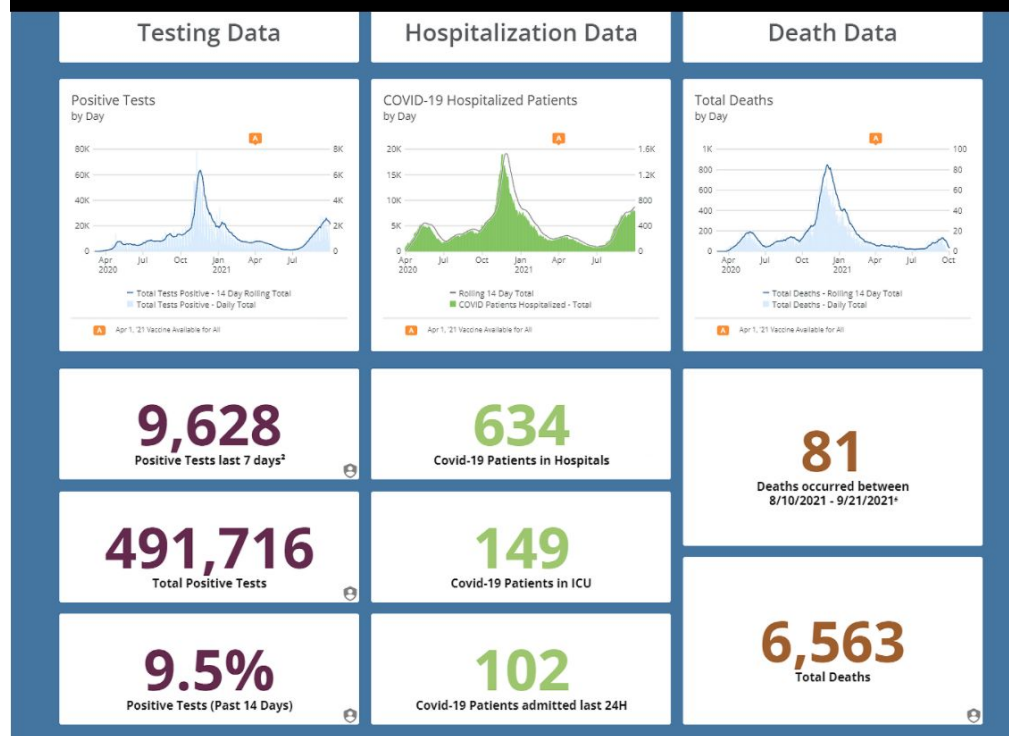 Testing Data
Hospitalization Data
Death Data
Positive Tests
by Day
A
80K
60K
40K
20K
0
8K
6K
4K
2K
0
Apr
2020
Jul
Oct
Jan
2021
Apr
Jul
Total Tests Positive - 14 Day Rolling Total
Total Tests Positive - Daily Total
A Apr 1, '21 Vaccine Available for All
COVID-19 Hospitalized Patients
by Day
A
20K
15K
10K
5K
0
1.6K
1.2K
800
400
0
Apr
2020
Jul
Oct
Jan
2021
Apr
Jul
Rolling 14 Day Total
COVID Patients Hospitalized - Total
A Apr 1, '21 Vaccine Available for All
Total Deaths
by Day
A
1K
800
600
400
200
0
100
80
60
40
20
0
Apr
2020
Jul
Oct
Jan
2021
Apr
Jul
Oct
Total Deaths - Rolling 14 Day Total
Total Deaths - Daily Total
A Apr 1, '21 Vaccine Available for All
9,628
Positive Tests last 7 days²
491,716
Total Positive Tests
9.5%
Positive Tests (Past 14 Days)
634
Covid-19 Patients in Hospitals
149
Covid-19 Patients in ICU
102
Covid-19 Patients admitted last 24H
81
Deaths occurred between
8/10/2021 - 9/21/2021⁴
6,563
Total Deaths